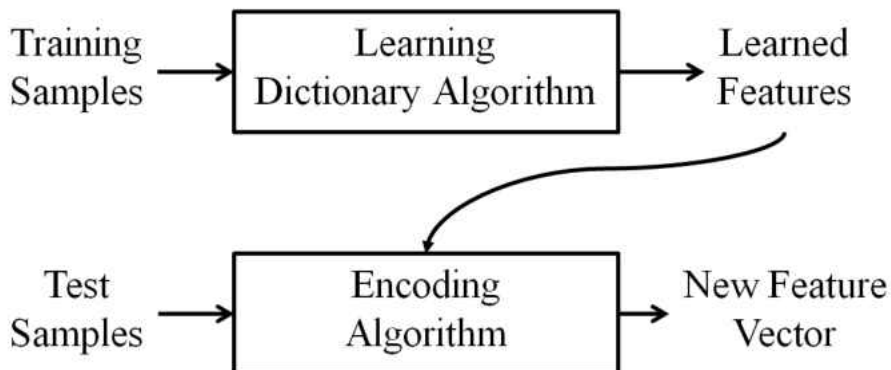 Training
Samples
Learning
Dictionary Algorithm
Learned
Features
Test
Samples
Encoding
Algorithm
New Feature
Vector